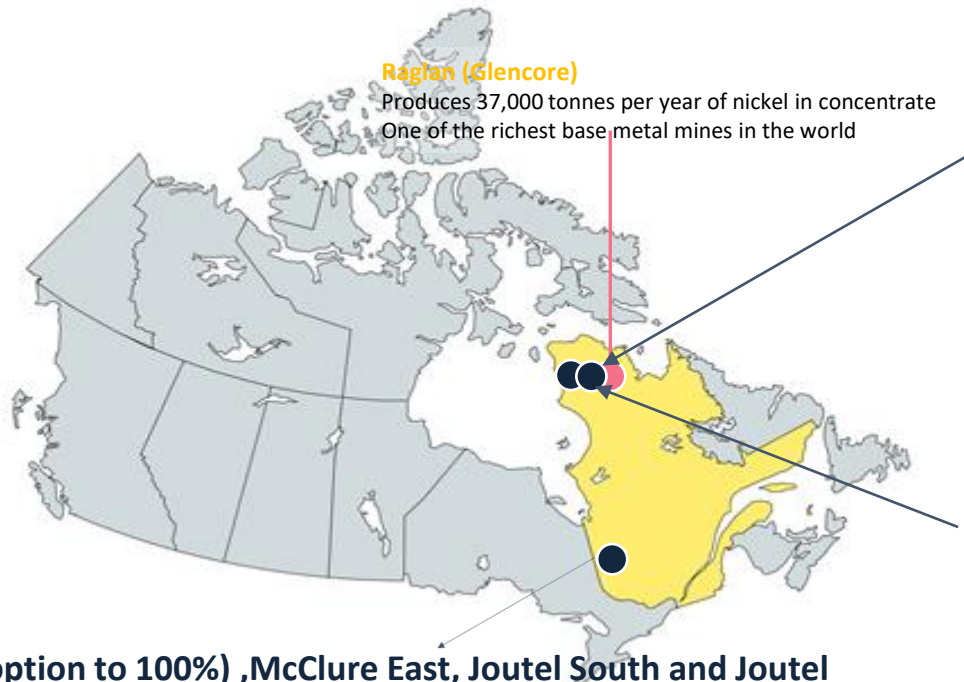 Raglan (Glencore)
Produces 37,000 tonnes per year of nickel in concentrate
One of the richest base metal mines in the world
option to 100%) ,McClure East, Joutel South and Joutel